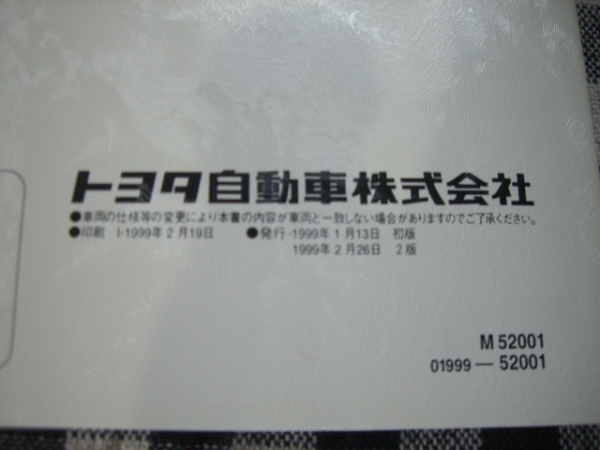 トヨタ自動車株式会社
●車両の仕様等の変更により本書の内容が車両と一致しない場合がありますのでご了承ください。
●印刷 I-1999年2月19日 ●発行-1999年1月13日 初版
1999年2月26日 2版
M52001
01999—52001